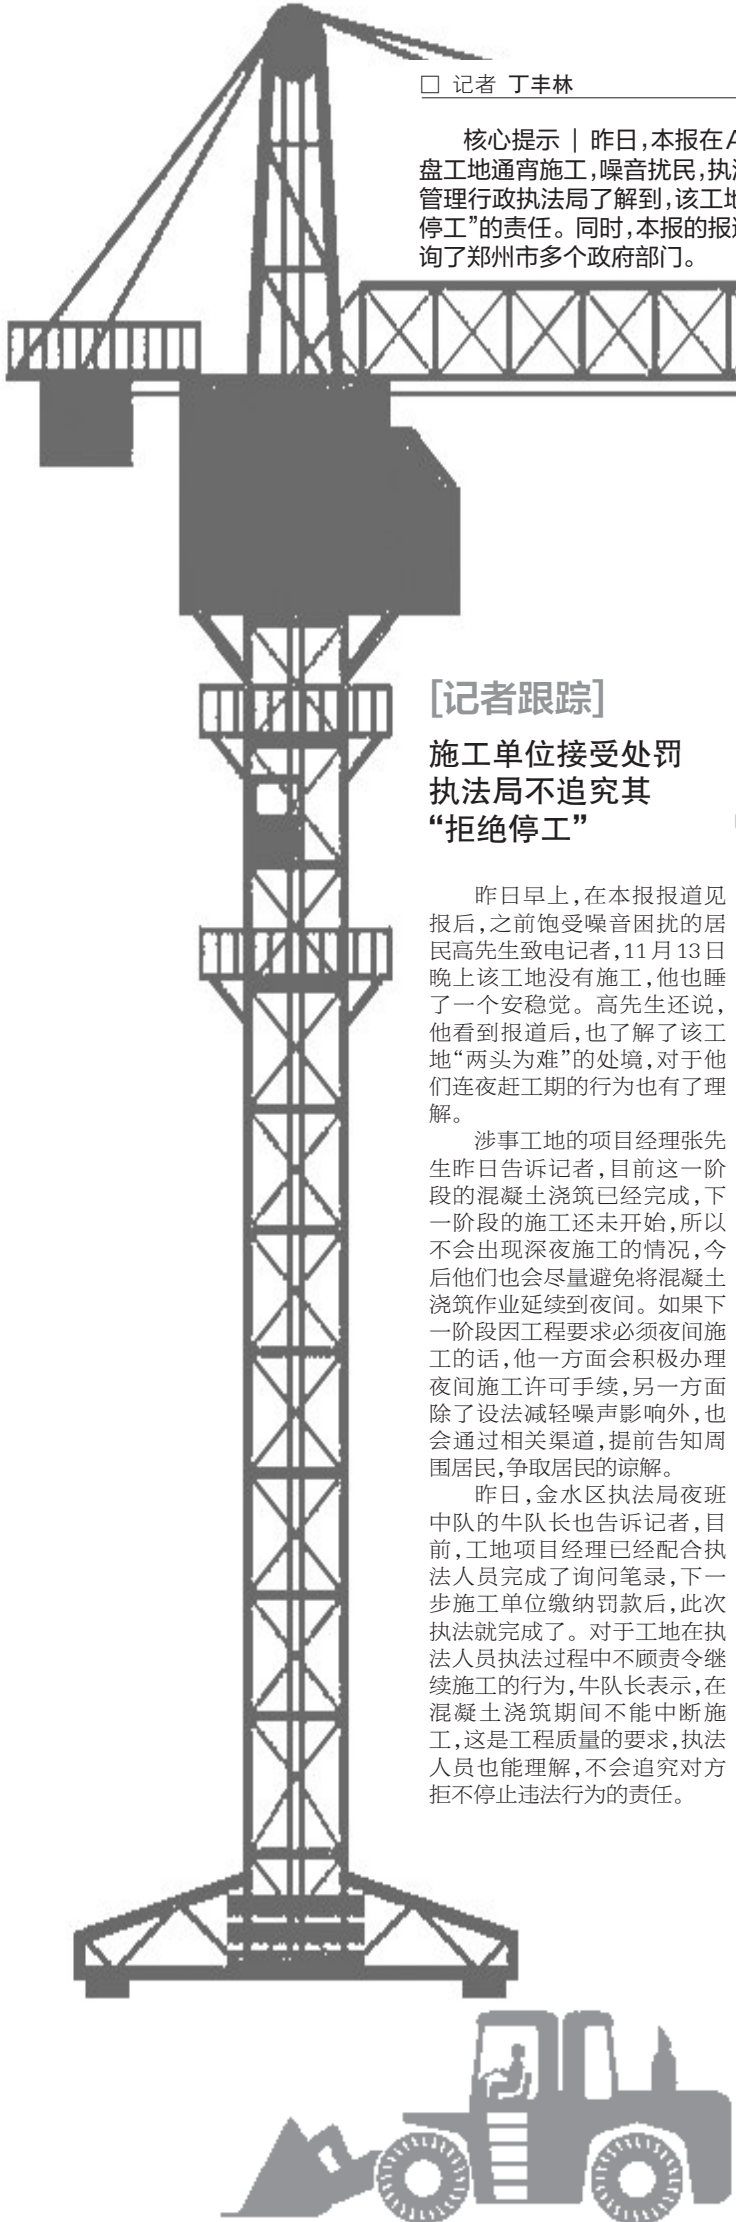 □ 记者 丁丰林
核心提示｜昨日,本报在A
盘工地通宵施工,噪音扰民,执法
管理行政执法局了解到,该工地
停工”的责任。同时,本报的报道
询了郑州市多个政府部门。
[记者跟踪]
施工单位接受处罚
执法局不追究其
“拒绝停工”
昨日早上,在本报报道见
报后,之前饱受噪音困扰的居
民高先生致电记者,11月13日
晚上该工地没有施工,他也睡
了一个安稳觉。高先生还说,
他看到报道后,也了解了该工
地“两头为难”的处境,对于他
们连夜赶工期的行为也有了理
解。
涉事工地的项目经理张先
生昨日告诉记者,目前这一阶
段的混凝土浇筑已经完成,下
一阶段的施工还未开始,所以
不会出现深夜施工的情况,今
后他们也会尽量避免将混凝土
浇筑作业延续到夜间。如果下
一阶段因工程要求必须夜间施
工的话,他一方面会积极办理
夜间施工许可手续,另一方面
除了设法减轻噪声影响外,也
会通过相关渠道,提前告知周
围居民,争取居民的谅解。
昨日,金水区执法局夜班
中队的牛队长也告诉记者,目
前,工地项目经理已经配合执
法人员完成了询问笔录,下一
步施工单位缴纳罚款后,此次
执法就完成了。对于工地在执
法人员执法过程中不顾责令继
续施工的行为,牛队长表示,在
混凝土浇筑期间不能中断施
工,这是工程质量的要求,执法
人员也能理解,不会追究对方
拒不停止违法行为的责任。